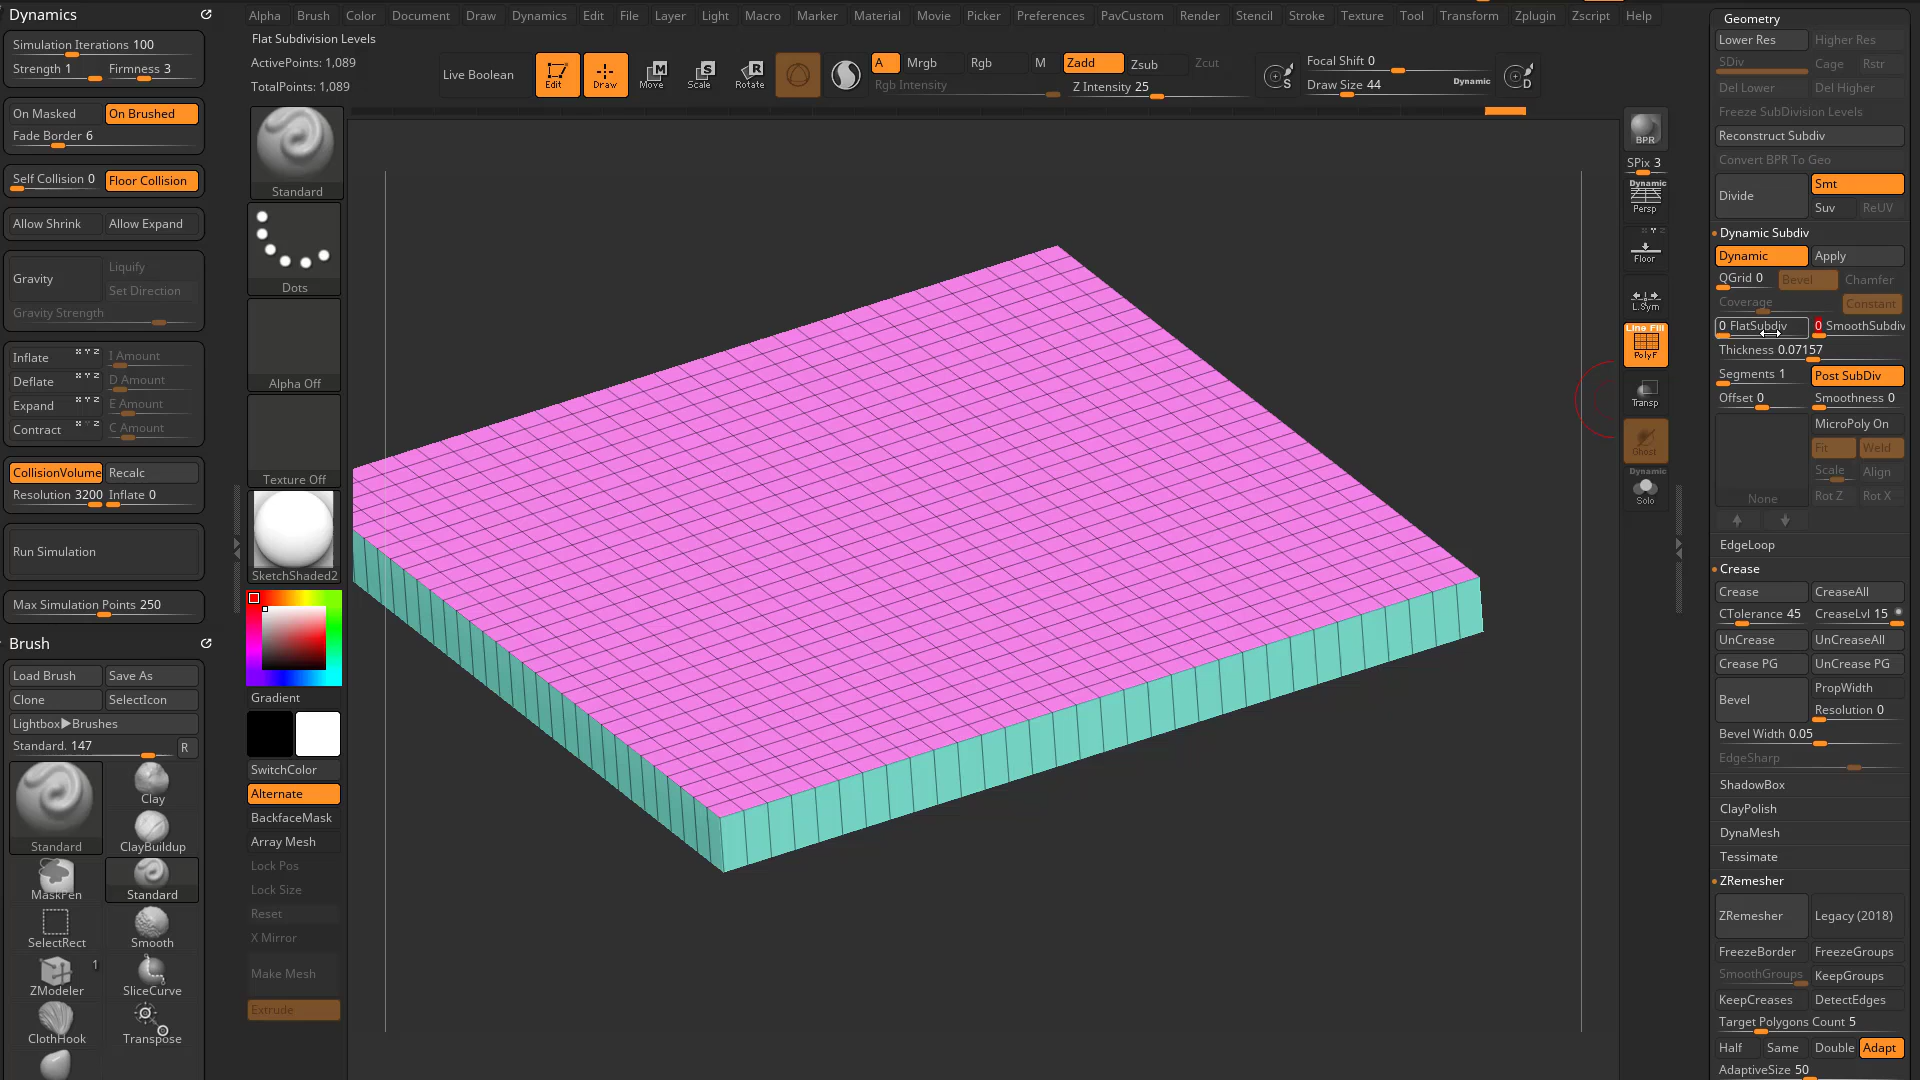 Dynamics
Simulation Iterations 100
Strength 1 Firmness 3
On Masked On Brushed
Fade Border 6
Self Collision 0 Floor Collision
Allow Shrink Allow Expand
Gravity
Liquify
Set Direction
Gravity Strength
Inflate I Amount
Deflate D Amount
Expand E Amount
Contract C Amount
CollisionVolume Recalc
Resolution 3200 Inflate 0
Run Simulation
Max Simulation Points 250
Brush
Load Brush Save As
Clone SelectIcon
Lightbox▶Brushes
Standard. 147 R
Standard
Clay
ClayBuildup
MaskPen Standard
SelectRect Smooth
1
ZModeler SliceCurve
ClothHook Transpose
Alpha Brush Color Document Draw Dynamics Edit File Layer Light Macro Marker Material Movie Picker Preferences PavCustom Render Stencil Stroke Texture Tool Transform Zplugin Zscript Help
Flat Subdivision Levels
ActivePoints: 1,089
TotalPoints: 1,089
Live Boolean
Edit Draw Move Scale Rotate
A Mrgb Rgb M Zadd Zsub Zcut
Rgb Intensity Z Intensity 25
S
Focal Shift 0
Draw Size 44 Dynamic
D
Standard
Dots
Alpha Off
Texture Off
SketchShaded2
Gradient
SwitchColor
Alternate
BackfaceMask
Array Mesh
Lock Pos
Lock Size
Reset
X Mirror
Make Mesh
Extrude
BPR
SPix 3
Dynamic
Persp
Floor
L.Sym
Line Fill
PolyF
Transp
Ghost
Dynamic
Solo
Geometry
Lower Res Higher Res
SDiv Cage Rstr
Del Lower Del Higher
Freeze SubDivision Levels
Reconstruct Subdiv
Convert BPR To Geo
Divide
Smt
Suv ReUV
Dynamic Subdiv
Dynamic Apply
QGrid 0 Bevel Chamfer
Coverage Constant
0 FlatSubdiv 0 SmoothSubdiv
Thickness 0.07157
Segments 1 Post SubDiv
Offset 0 Smoothness 0
None
MicroPoly On
Fit Weld
Scale Align
Rot Z Rot X
EdgeLoop
Crease
Crease CreaseAll
CTolerance 45 CreaseLvl 15
UnCrease UnCreaseAll
Crease PG UnCrease PG
Bevel
PropWidth
Resolution 0
Bevel Width 0.05
EdgeSharp
ShadowBox
ClayPolish
DynaMesh
Tessimate
ZRemesher
ZRemesher Legacy (2018)
FreezeBorder FreezeGroups
SmoothGroups KeepGroups
KeepCreases DetectEdges
Target Polygons Count 5
Half Same Double Adapt
AdaptiveSize 50